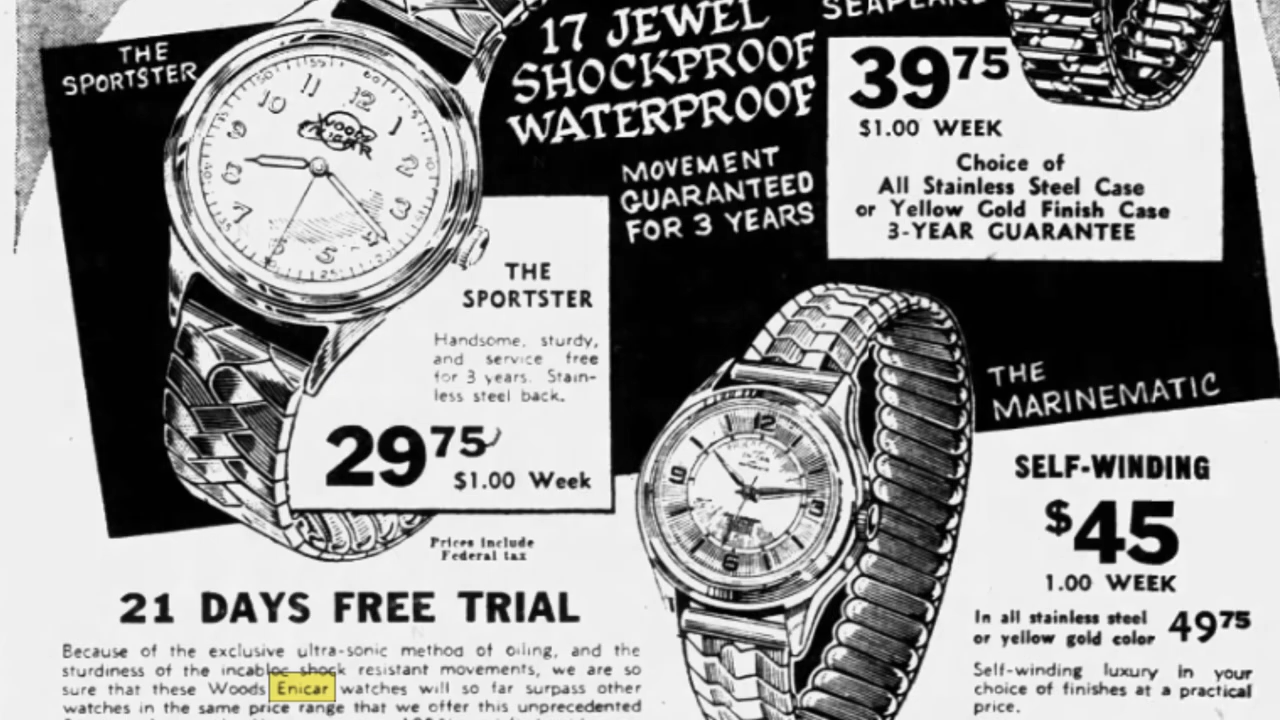 THE
SPORTSTER
17 JEWEL
SHOCKPROOF
WATERPROOF
MOVEMENT
GUARANTEED
FOR 3 YEARS
39 75
$1.00 WEEK
Choice of
All Stainless Steel Case
or Yellow Gold Finish Case
3-YEAR GUARANTEE
THE
SPORTSTER
Handsome, sturdy,
and service free
for 3 years. Stain-
less steel back.
29 75
$1.00 Week
Prices include
Federal tax
THE
MARINEMATIC
SELF-WINDING
$45
1.00 WEEK
In all stainless steel
or yellow gold color 49 75
Self-winding luxury in your
choice of finishes at a practical
price.
21 DAYS FREE TRIAL
Because of the exclusive ultra-sonic method of oiling, and the
sturdiness of the incabloc shock resistant movements, we are so
sure that these Woods Enicar watches will so far surpass other
watches in the same price range that we offer this unprecedented